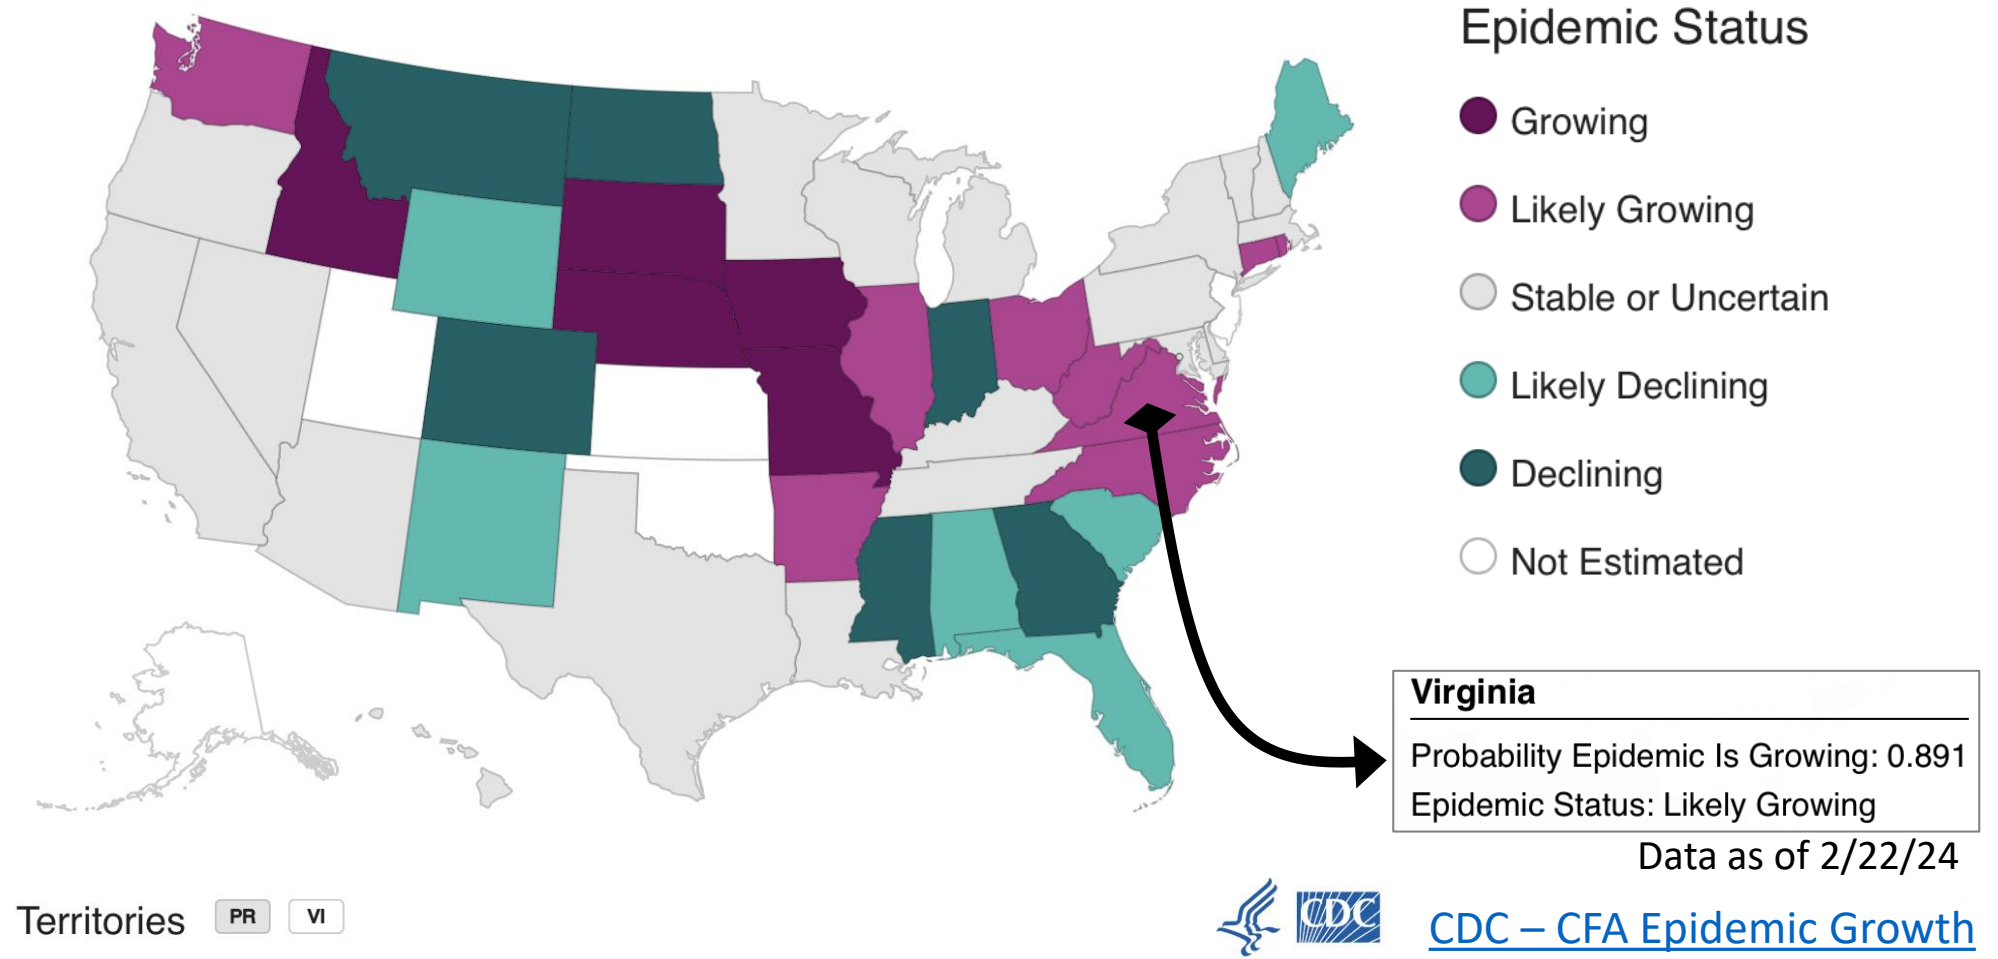 Epidemic Status
Growing
Likely Growing
Stable or Uncertain
Likely Declining
Declining
Not Estimated
Virginia
Probability Epidemic Is Growing: 0.891
Epidemic Status: Likely Growing
Data as of 2/22/24
Territories PR VI
CDC
CDC – CFA Epidemic Growth